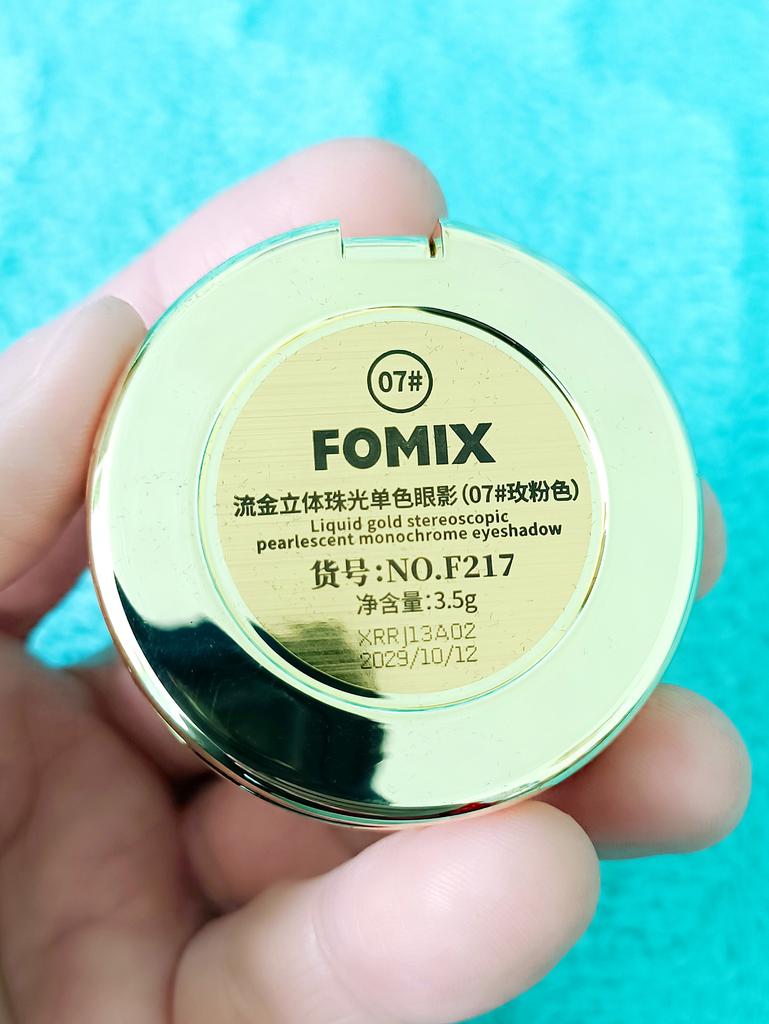 07#
FOMIX
流金立体珠光单色眼影(07#玫粉色)
Liquid gold stereoscopic
pearlescent monochrome eyeshadow
货号:NO.F217
净含量:3.5g
XRRJ13A02
2029/10/12